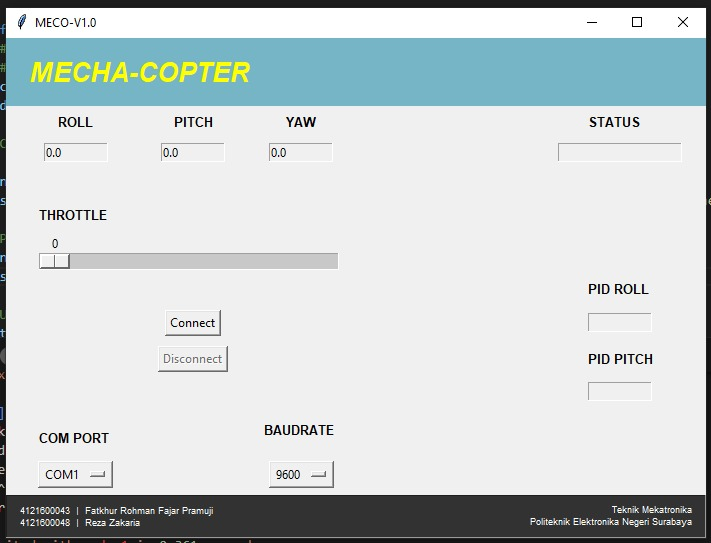 MECO-V1.0
MECHA-COPTER
ROLL PITCH YAW STATUS
0.0 0.0 0.0
THROTTLE
0
PID ROLL
Connect
Disconnect
PID PITCH
COM PORT BAUDRATE
COM1 9600
4121600043 | Fatkhur Rohman Fajar Pramuji
4121600048 | Reza Zakaria
Teknik Mekatronika
Politeknik Elektronika Negeri Surabaya